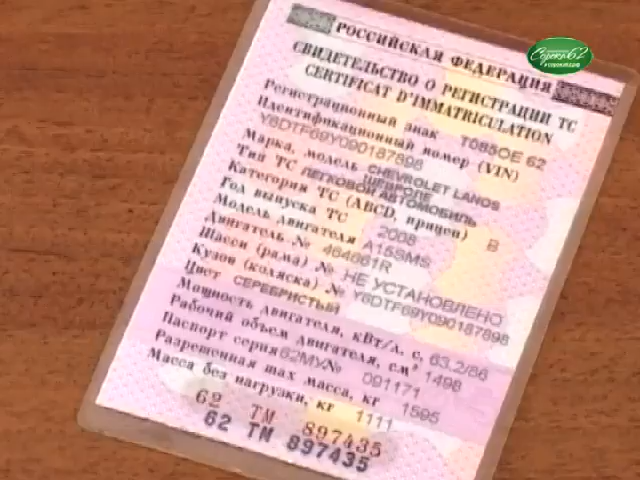 РОССИЙСКАЯ ФЕДЕРАЦИЯ
СВИДЕТЕЛЬСТВО О РЕГИСТРАЦИИ ТС
CERTIFICAT D'IMMATRICULATION
Регистрационный знак Т085ОЕ 62
Идентификационный номер (VIN)
Y6DTF69Y090187898
Марка, модель CHEVROLET LANOS
ШЕВРОЛЕ
Тип ТС ЛЕГКОВОЙ АВТОМОБИЛЬ
Категория ТС (ABCD, прицеп) B
Год выпуска ТС 2008
Модель двигателя A15SMS
Двигатель № 464661R
Шасси (рама) № НЕ УСТАНОВЛЕНО
Кузов (коляска) № Y6DTF69Y090187898
Цвет СЕРЕБРИСТЫЙ
Мощность двигателя, кВт/л. с. 63.2/86
Рабочий объем двигателя, см³ 1498
Паспорт серия 62МУ № 091171
Разрешенная max масса, кг 1595
Масса без нагрузки, кг 1111
62 ТМ 897435
62 ТМ 897435
Сорока62